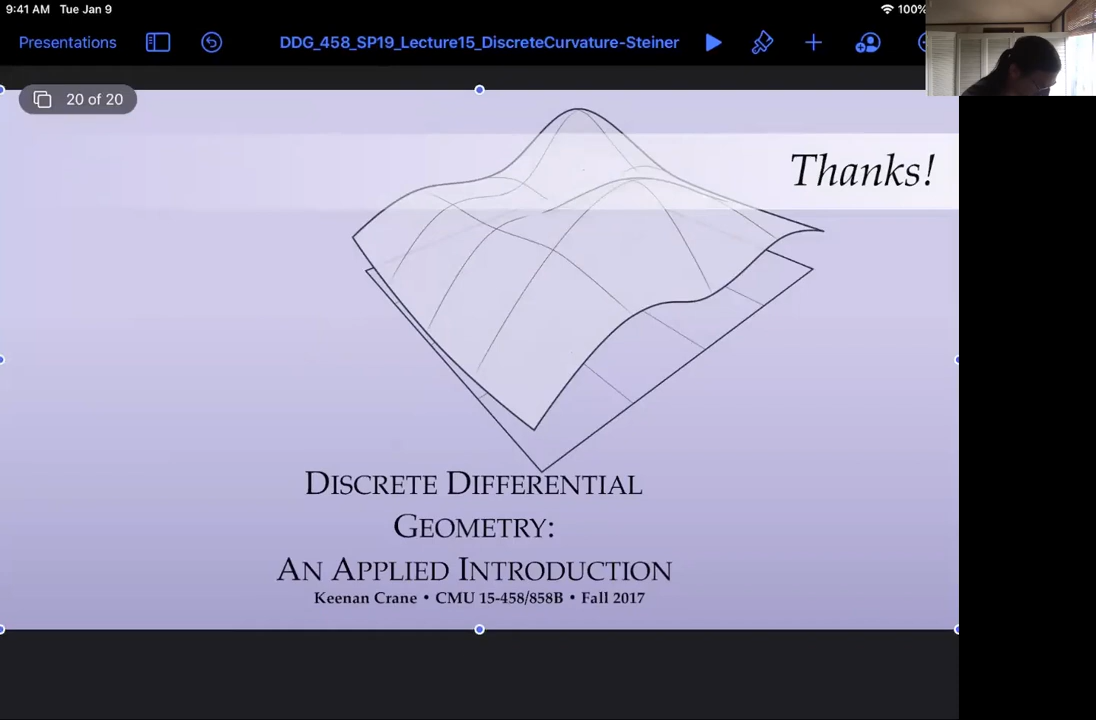 9:41 AM Tue Jan 9
100%
Presentations
DDG_458_SP19_Lecture15_DiscreteCurvature-Steiner
20 of 20
Thanks!
DISCRETE DIFFERENTIAL
GEOMETRY:
AN APPLIED INTRODUCTION
Keenan Crane • CMU 15-458/858B • Fall 2017